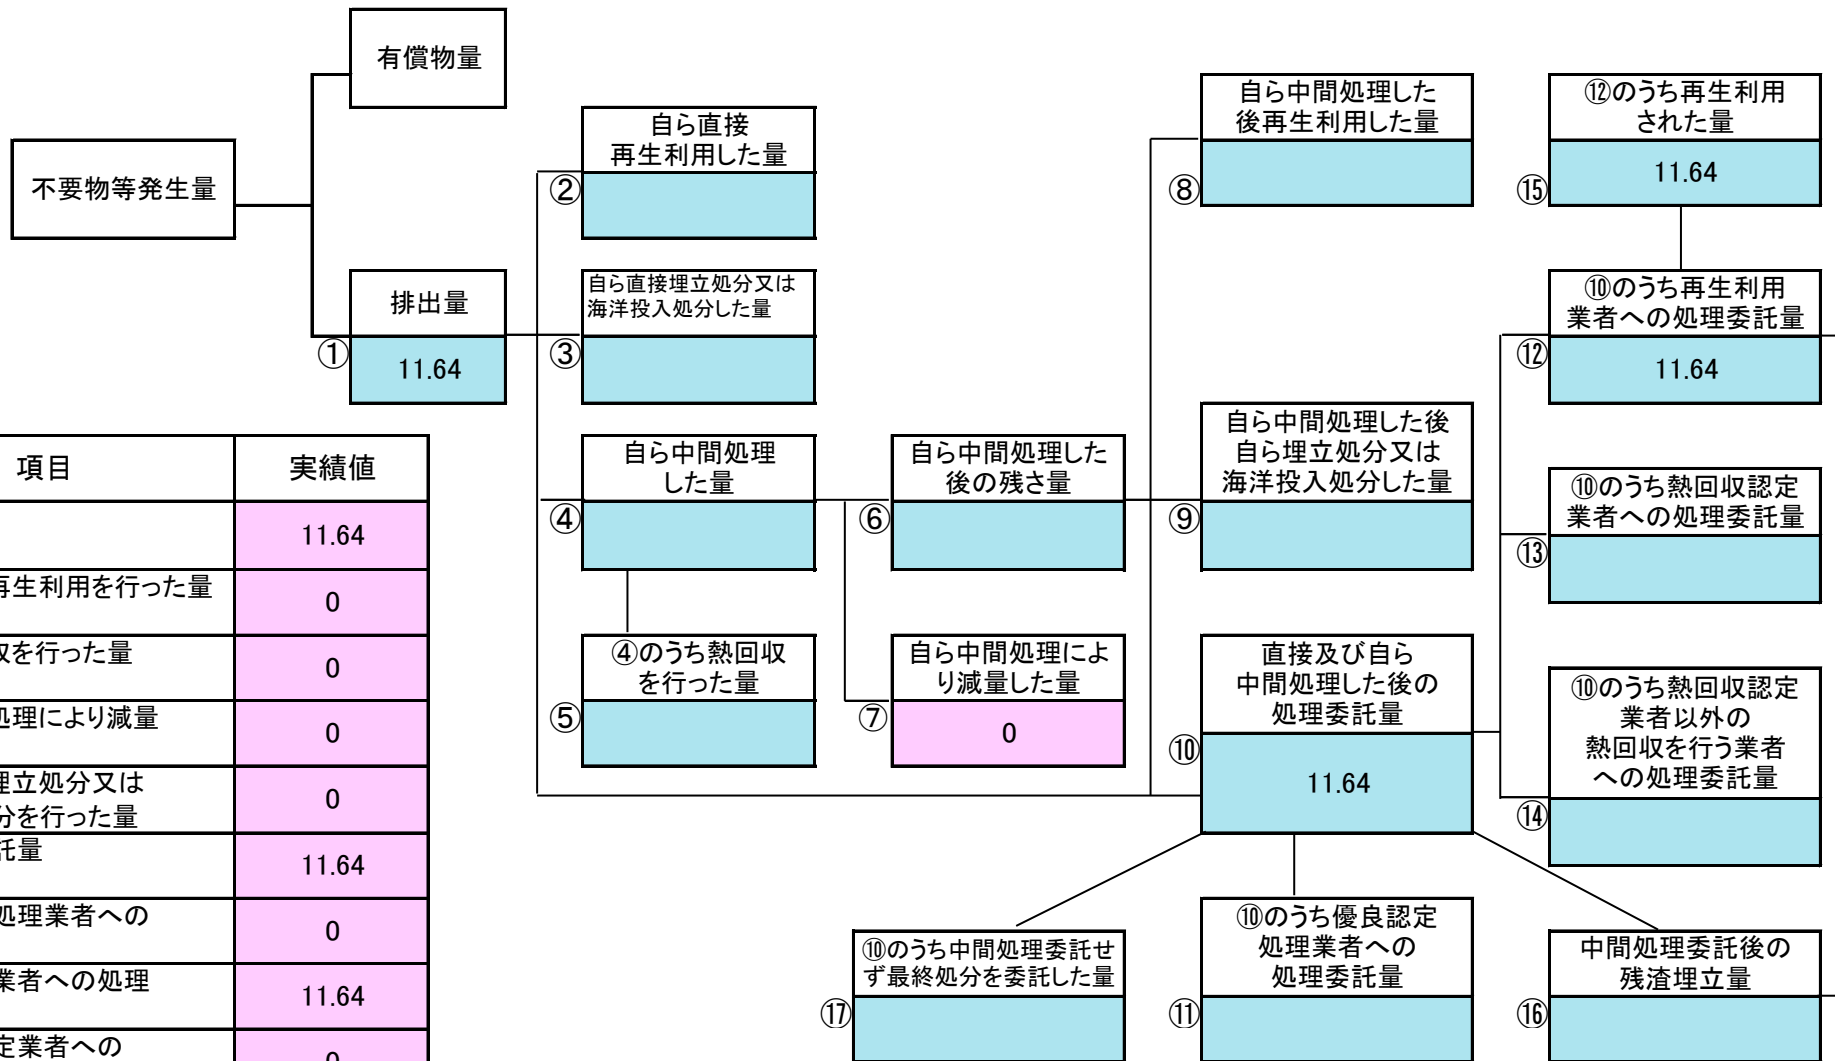 有償物量
不要物等発生量
排出量
①
11.64
自ら直接
再生利用した量
②
自ら直接埋立処分又は
海洋投入処分した量
③
自ら中間処理
した量
④
④のうち熱回収
を行った量
⑤
自ら中間処理した
後の残さ量
⑥
自ら中間処理によ
り減量した量
⑦
0
自ら中間処理した
後再生利用した量
⑧
自ら中間処理した後
自ら埋立処分又は
海洋投入処分した量
⑨
直接及び自ら
中間処理した後の
処理委託量
⑩
11.64
⑫のうち再生利用
された量
⑮
11.64
⑩のうち再生利用
業者への処理委託量
⑫
11.64
⑩のうち熱回収認定
業者への処理委託量
⑬
⑩のうち熱回収認定
業者以外の
熱回収を行う業者
への処理委託量
⑭
⑩のうち中間処理委託せ
ず最終処分を委託した量
⑰
⑩のうち優良認定
処理業者への
処理委託量
⑪
中間処理委託後の
残渣埋立量
⑯
項目 実績値
11.64
再生利用を行った量 0
収を行った量 0
処理により減量 0
埋立処分又は
分を行った量 0
託量 11.64
処理業者への 0
業者への処理 11.64
定業者への 0